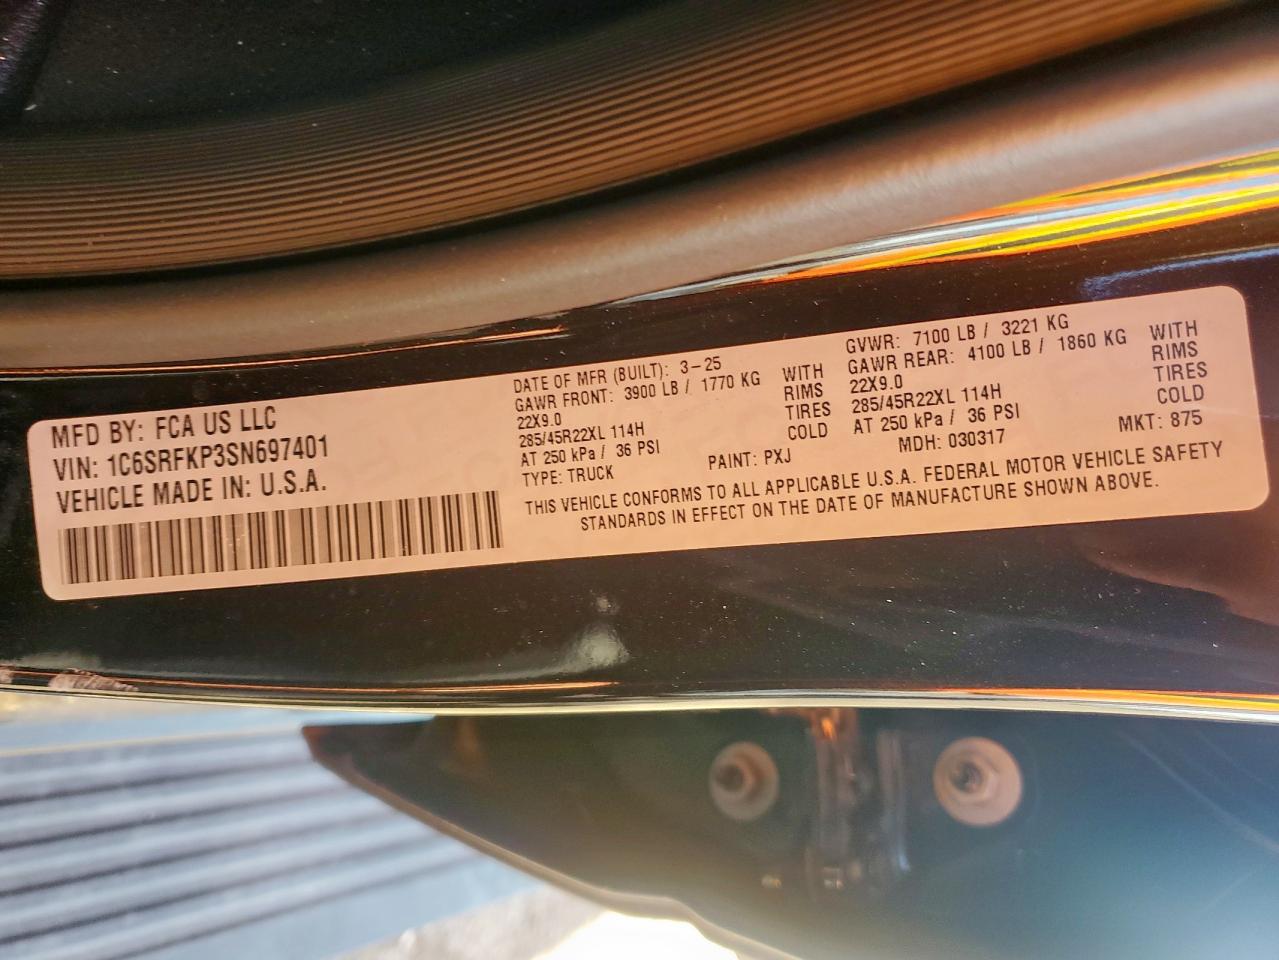 MFD BY: FCA US LLC
VIN: 1C6SRFKP3SN697401
VEHICLE MADE IN: U.S.A.
DATE OF MFR (BUILT): 3-25
GAWR FRONT: 3900 LB / 1770 KG WITH
22X9.0 RIMS
285/45R22XL 114H TIRES
AT 250 kPa / 36 PSI COLD
TYPE: TRUCK PAINT: PXJ
GVWR: 7100 LB / 3221 KG
GAWR REAR: 4100 LB / 1860 KG WITH
22X9.0 RIMS
285/45R22XL 114H TIRES
AT 250 kPa / 36 PSI COLD
MDH: 030317 MKT: 875
THIS VEHICLE CONFORMS TO ALL APPLICABLE U.S.A. FEDERAL MOTOR VEHICLE SAFETY
STANDARDS IN EFFECT ON THE DATE OF MANUFACTURE SHOWN ABOVE.